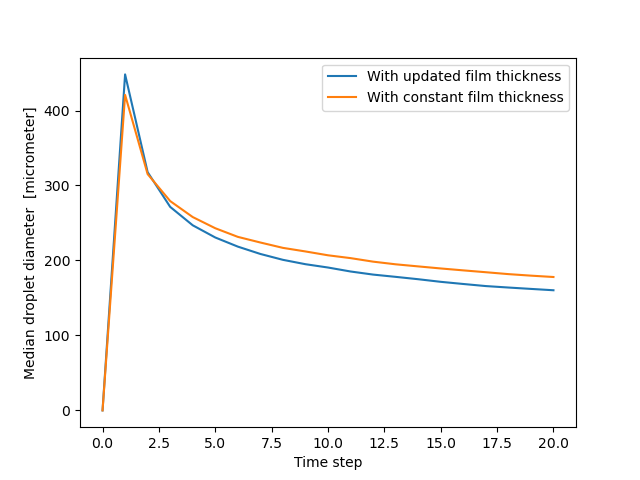 With updated film thickness
With constant film thickness
400
300
200
100
0
Median droplet diameter [micrometer]
0.0 2.5 5.0 7.5 10.0 12.5 15.0 17.5 20.0
Time step